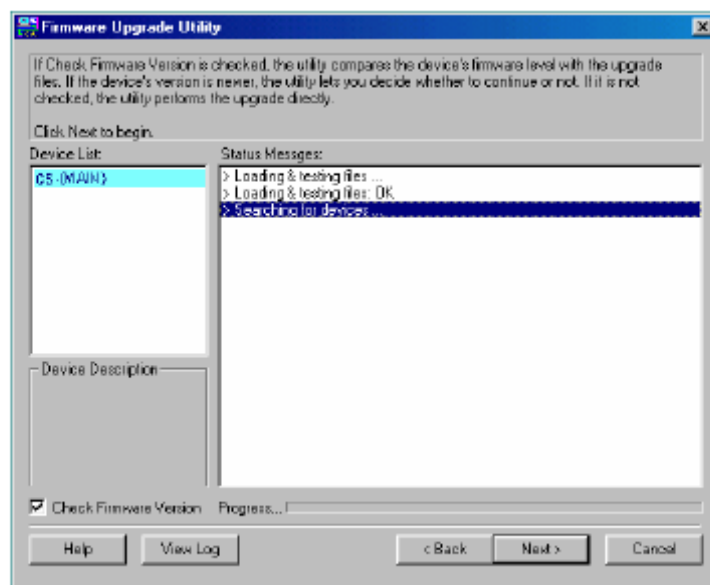 Firmware Upgrade Utility
If Check Firmware Version is checked, the utility compares the device's firmware level with the upgrade
files. If the device's version is newer, the utility lets you decide whether to continue or not. If it is not
checked, the utility performs the upgrade directly.
Click Next to begin.
Device List:
Status Messges:
CS-(MAIN)
> Loading & testing files ...
> Loading & testing files: OK
> Searching for devices ...
Device Description
Check Firmware Version
Progress...
Help
View Log
< Back
Next >
Cancel